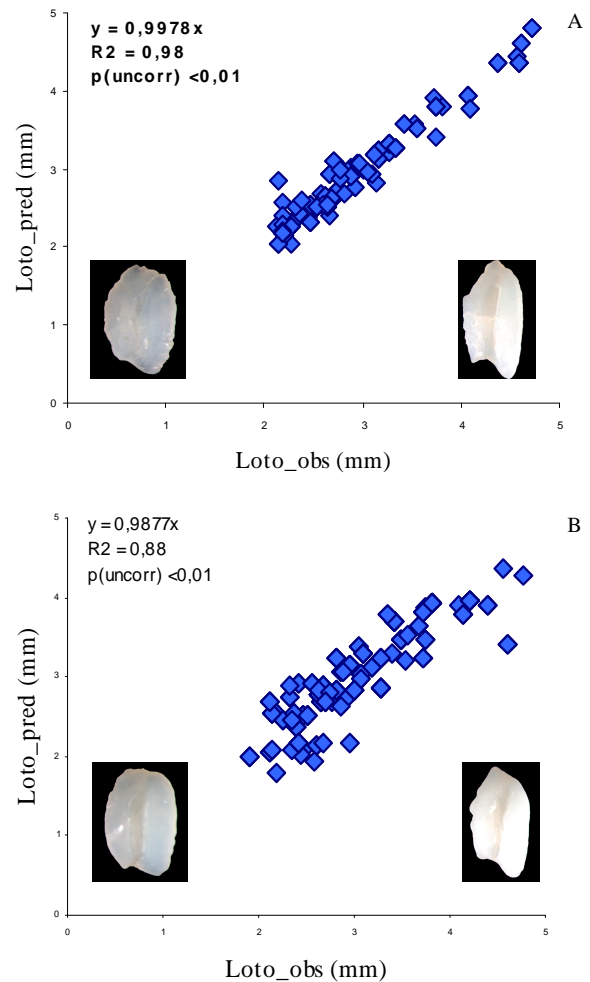 A
y = 0,9978x
R2 = 0,98
p(uncorr) <0,01
Loto_pred (mm)
5
4
3
2
1
0
0 1 2 3 4 5
Loto_obs (mm)
B
y = 0,9877x
R2 = 0,88
p(uncorr) <0,01
Loto_pred (mm)
5
4
3
2
1
0
0 1 2 3 4 5
Loto_obs (mm)